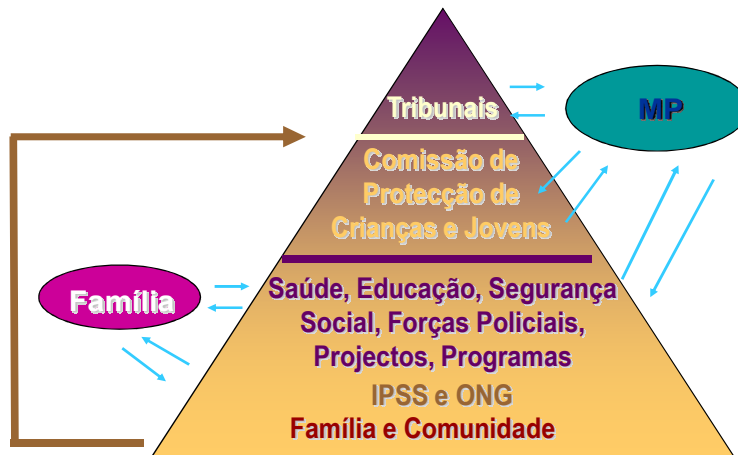 Tribunais
MP
Comissão de
Protecção de
Crianças e Jovens
Família
Saúde, Educação, Segurança
Social, Forças Policiais,
Projectos, Programas
IPSS e ONG
Família e Comunidade